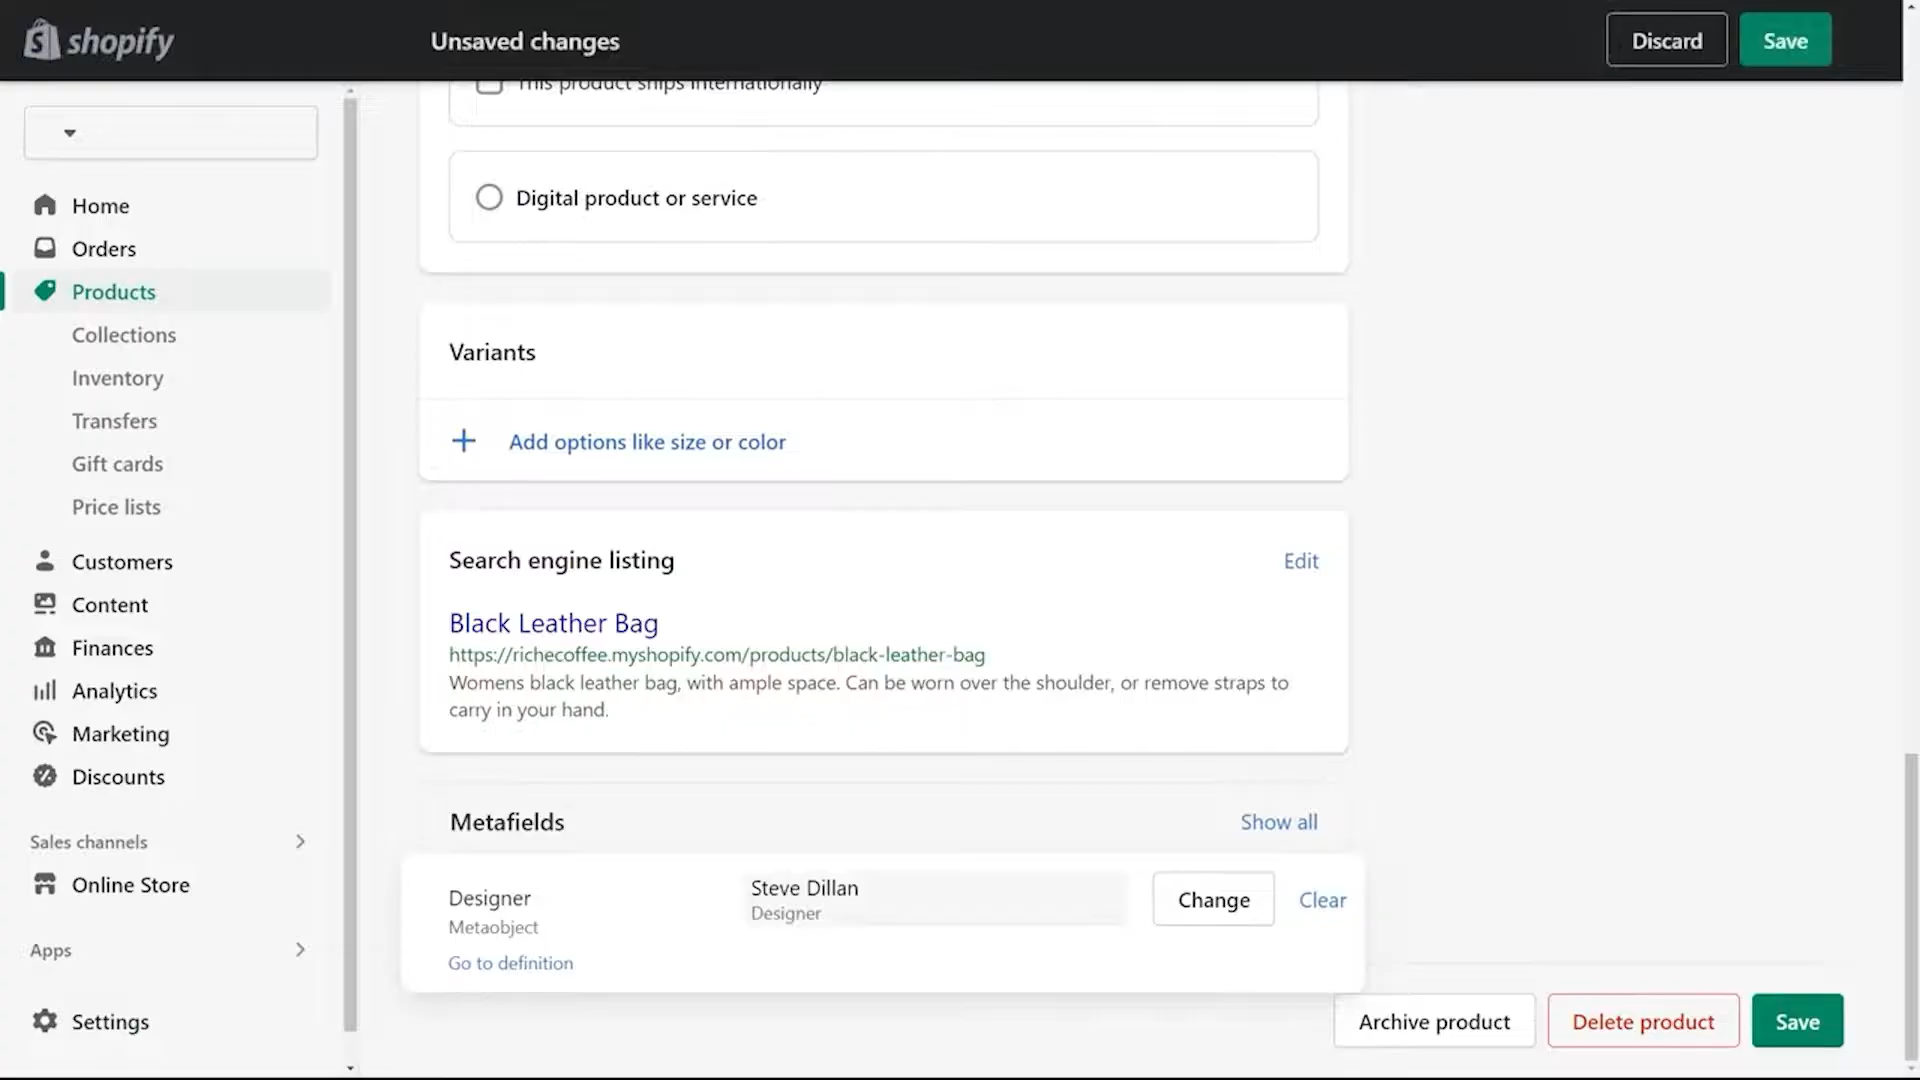 shopify
Unsaved changes
Discard
Save
Home
Orders
Products
Collections
Inventory
Transfers
Gift cards
Price lists
Customers
Content
Finances
Analytics
Marketing
Discounts
Sales channels
Online Store
Apps
Settings
This product ships internationally
Digital product or service
Variants
Add options like size or color
Search engine listing
Edit
Black Leather Bag
https://richecoffee.myshopify.com/products/black-leather-bag
Womens black leather bag, with ample space. Can be worn over the shoulder, or remove straps to
carry in your hand.
Metafields
Show all
Designer
Metaobject
Go to definition
Steve Dillan
Designer
Change
Clear
Archive product
Delete product
Save